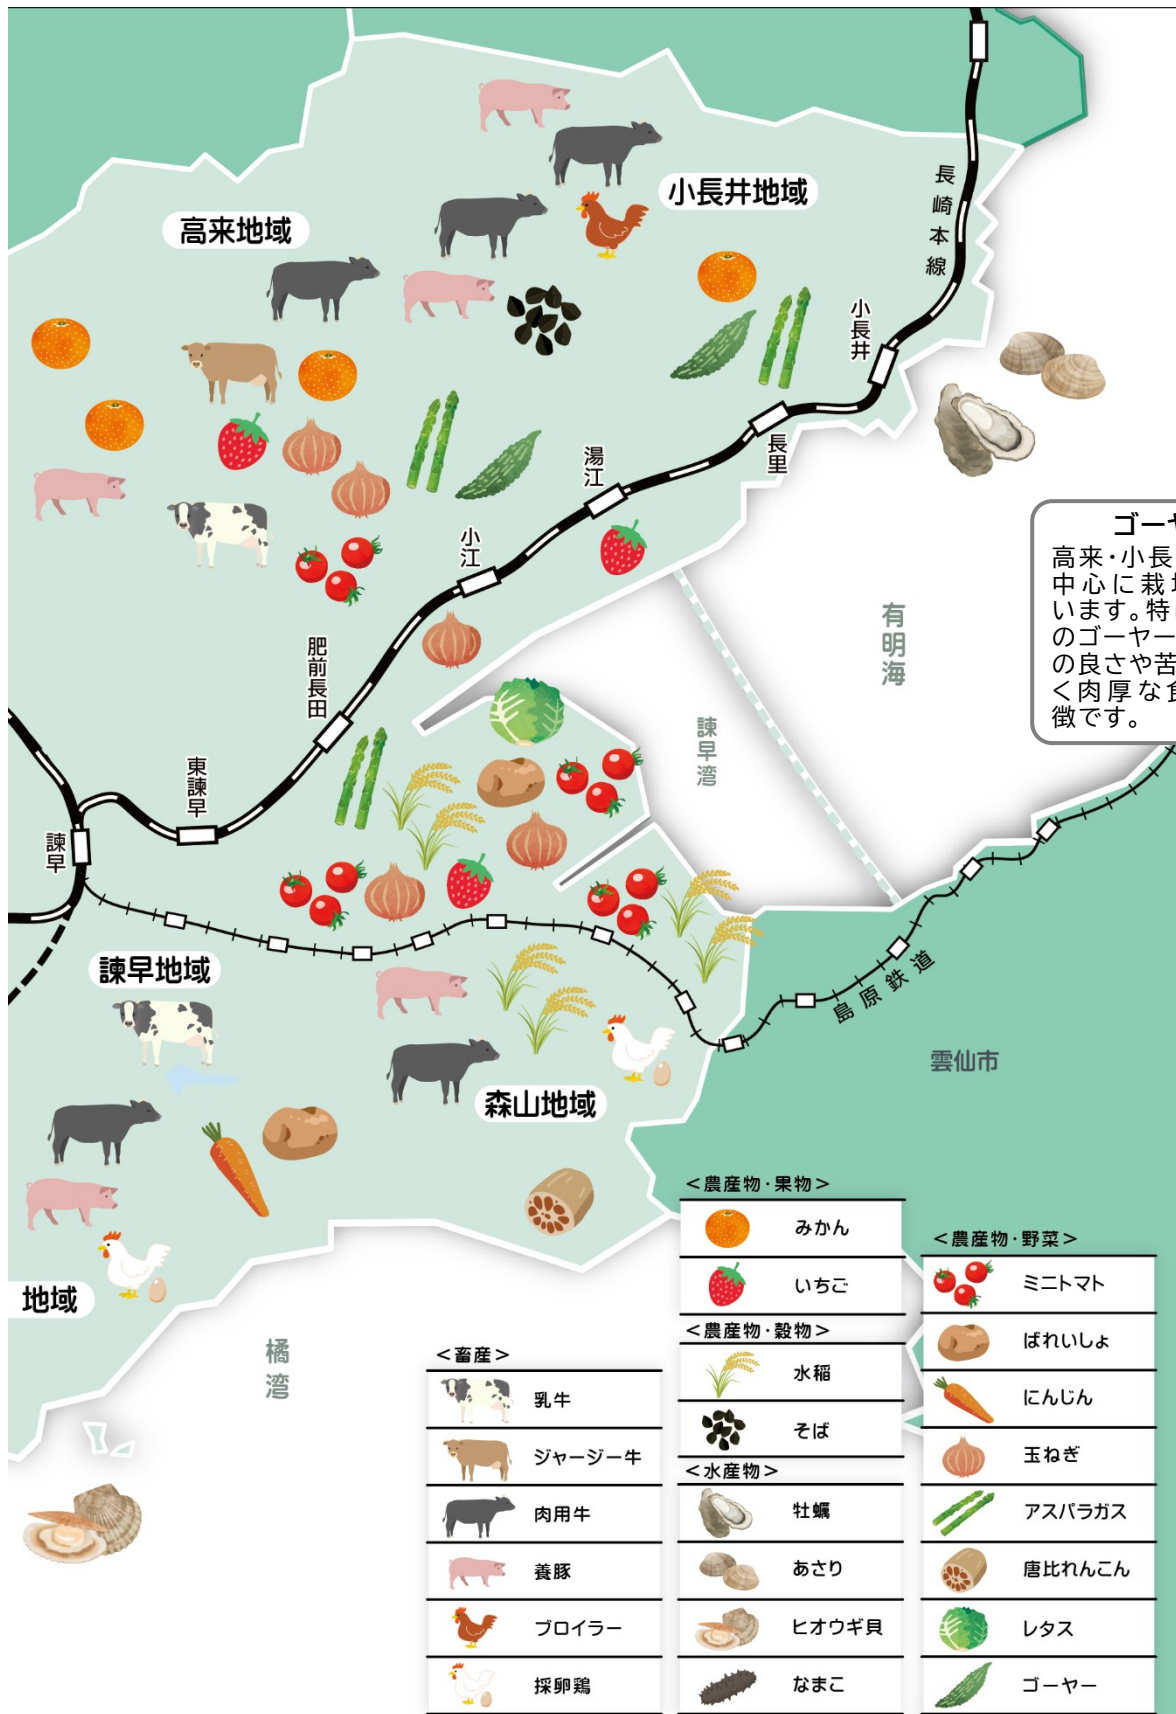 小長井地域
高来地域
長崎本線
小長井
長里
湯江
小江
肥前長田
東諫早
諫早
有明海
諫早湾
ゴーヤ
高来・小長
中心に栽培
います。特に
のゴーヤー
の良さや苦
く肉厚な食
徴です。
諫早地域
島原鉄道
雲仙市
森山地域
地域
橘湾
＜畜産＞
乳牛
ジャージー牛
肉用牛
養豚
ブロイラー
採卵鶏
＜農産物・果物＞
みかん
いちご
＜農産物・穀物＞
水稲
そば
＜水産物＞
牡蠣
あさり
ヒオウギ貝
なまこ
＜農産物・野菜＞
ミニトマト
ばれいしょ
にんじん
玉ねぎ
アスパラガス
唐比れんこん
レタス
ゴーヤー